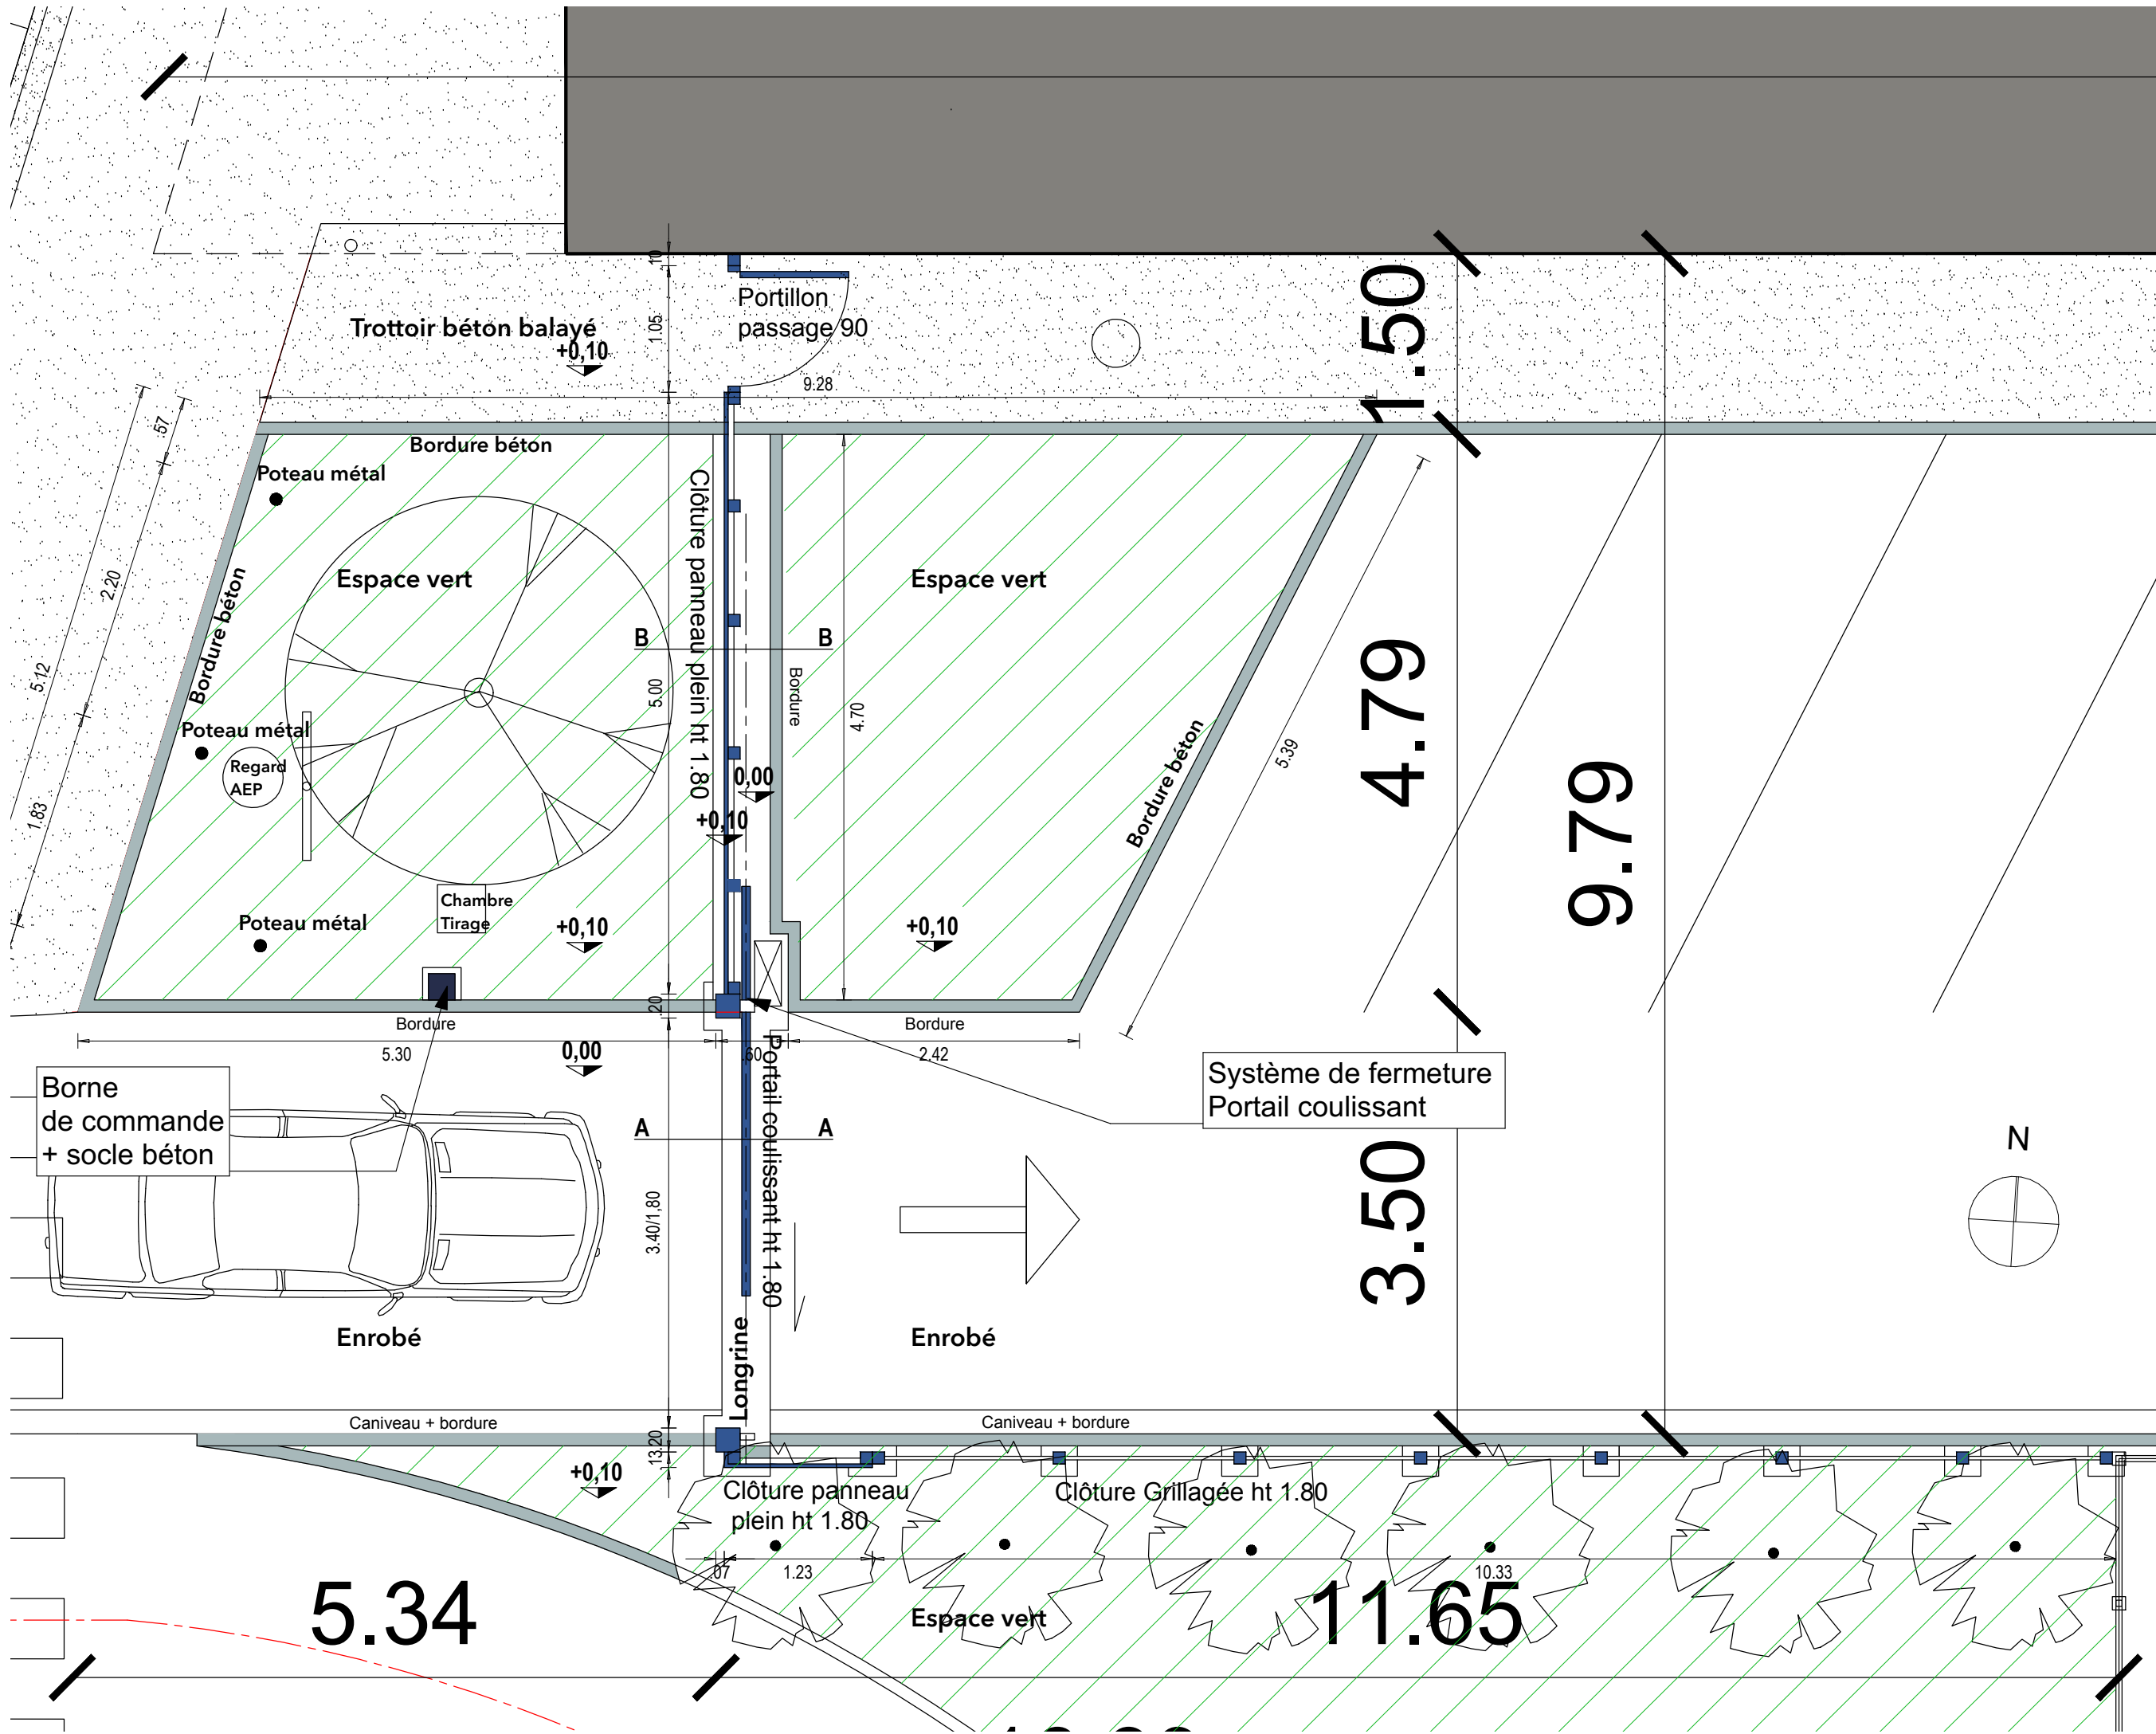 .10
1.50
Portillon
passage 90
Trottoir béton balayé
+0,10
1.05
9.28
.57
Bordure béton
Poteau métal
Clôture panneau plein ht 1.80
Espace vert
Espace vert
2.20
Bordure béton
B
B
4.79
5.12
5.00
Bordure
4.70
Poteau métal
Bordure béton
5.39
9.79
Regard
AEP
0,00
1.83
+0,10
Chambre
Tirage
Poteau métal
+0,10
+0,10
.20
Bordure
Bordure
5.30
.60
2.42
0,00
Borne
de commande
+ socle béton
Système de fermeture
Portail coulissant
Portail coulissant ht 1.80
A
A
N
3.50
3.40/1,80
Enrobé
Enrobé
Longrine
Caniveau + bordure
Caniveau + bordure
.20
.13
+0,10
Clôture panneau
plein ht 1.80
Clôture Grillagée ht 1.80
.07
1.23
10.33
5.34
11.65
Espace vert